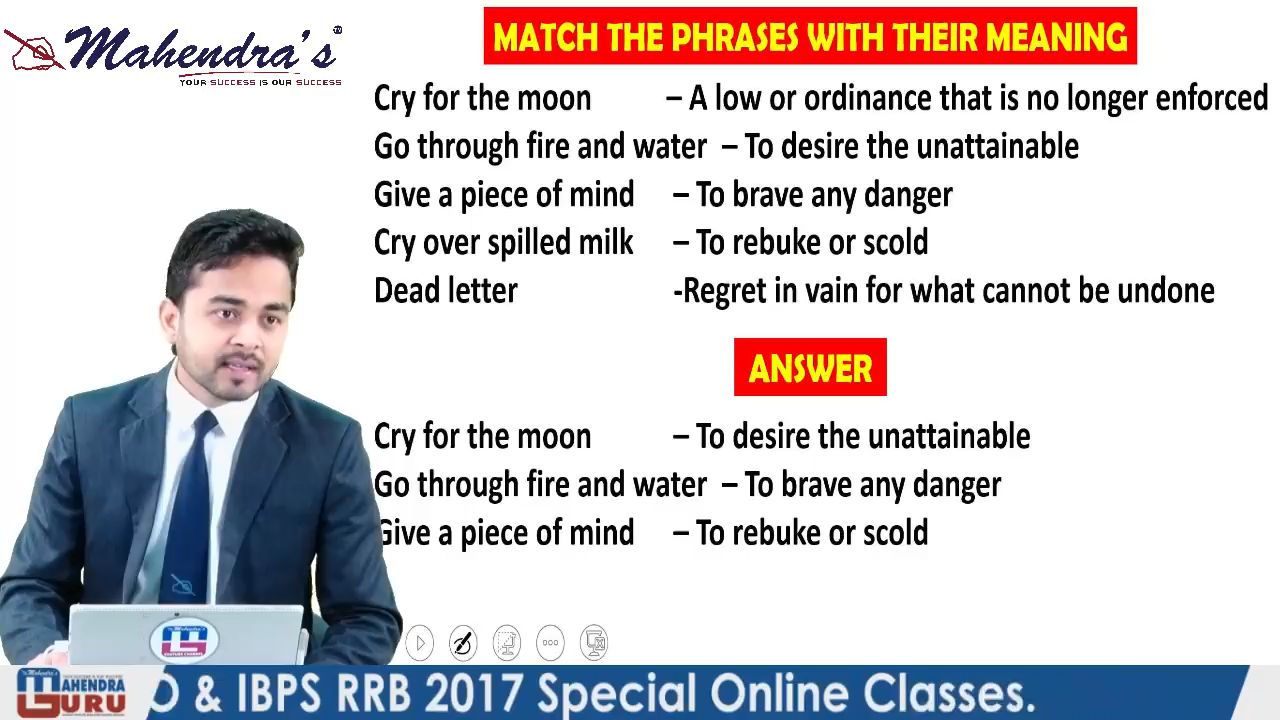 Mahendra's
YOUR SUCCESS IS OUR SUCCESS
MATCH THE PHRASES WITH THEIR MEANING
Cry for the moon – A low or ordinance that is no longer enforced
Go through fire and water – To desire the unattainable
Give a piece of mind – To brave any danger
Cry over spilled milk – To rebuke or scold
Dead letter -Regret in vain for what cannot be undone
ANSWER
Cry for the moon – To desire the unattainable
Go through fire and water – To brave any danger
Give a piece of mind – To rebuke or scold
Mahendra's
MAHENDRA
GURU
O & IBPS RRB 2017 Special Online Classes.